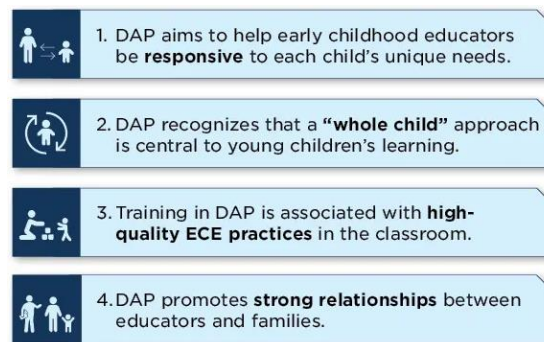 1. DAP aims to help early childhood educators
be responsive to each child's unique needs.
2. DAP recognizes that a "whole child" approach
is central to young children's learning.
3. Training in DAP is associated with high-
quality ECE practices in the classroom.
4. DAP promotes strong relationships between
educators and families.